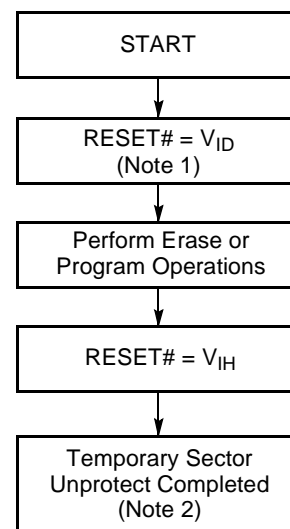 START
RESET# = VID
(Note 1)
Perform Erase or
Program Operations
RESET# = VIH
Temporary Sector
Unprotect Completed
(Note 2)